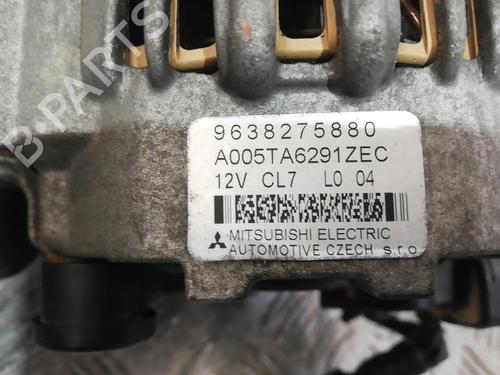 B-PARTS
9638275880
A005TA6291ZEC
12V CL7 L0 04
MITSUBISHI ELECTRIC
AUTOMOTIVE CZECH s.r.o